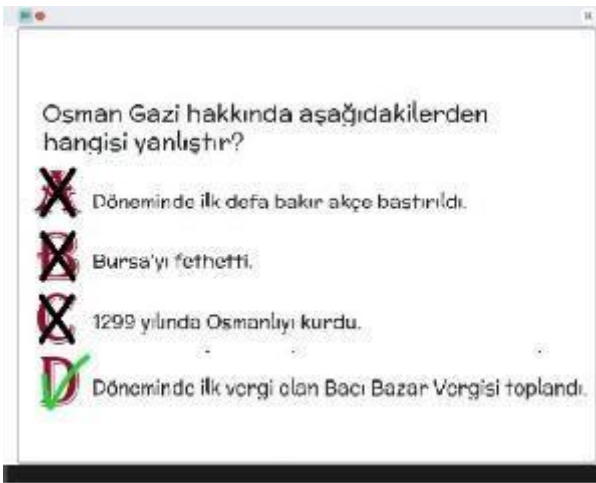 Osman Gazi hakkında aşağıdakilerden
hangisi yanlıştır?
A Döneminde ilk defa bakır akçe bastırıldı.
B Bursa'yı fethetti.
C 1299 yılında Osmanlıyı kurdu.
D Döneminde ilk vergi olan Bacı Bazar Vergisi toplandı.